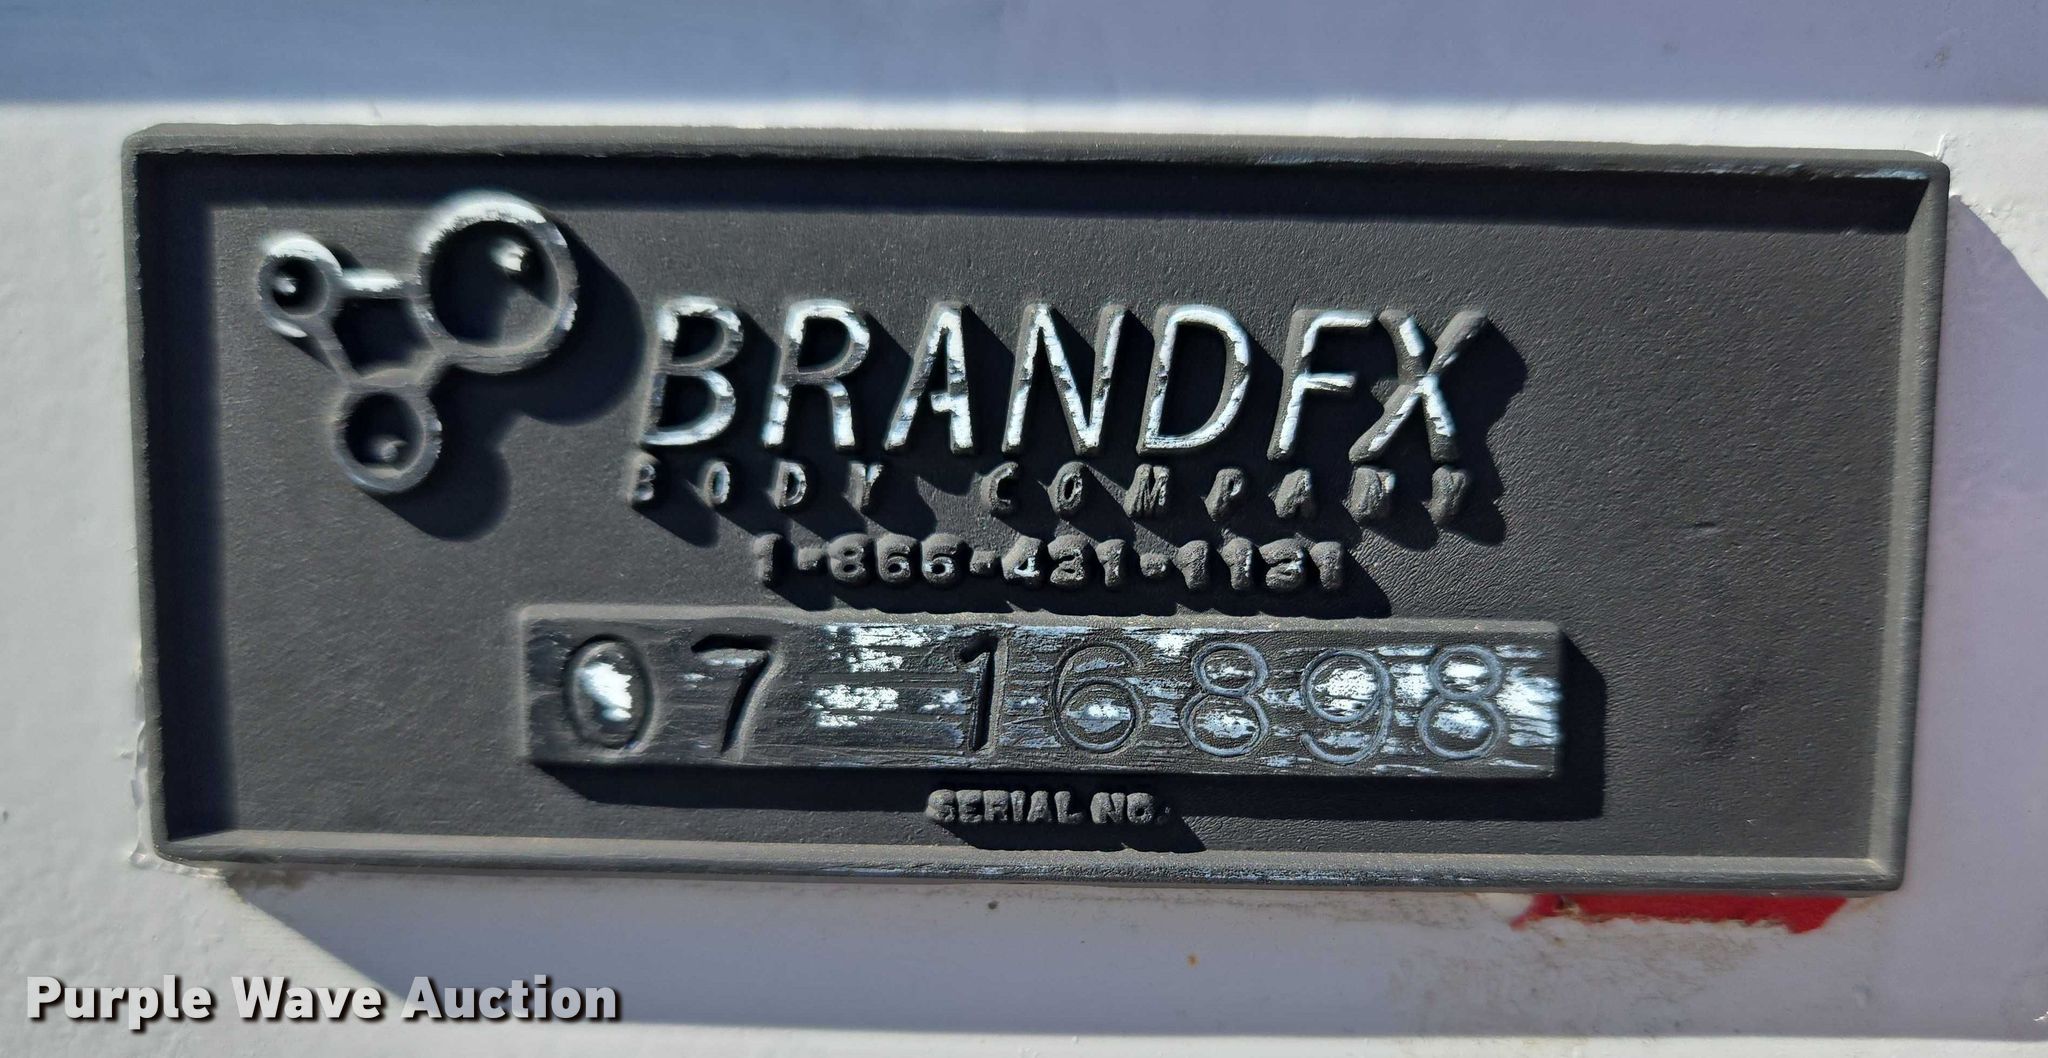 BRANDFX
BODY COMPANY
1-866-431-1131
07 16898
SERIAL NO.
Purple Wave Auction